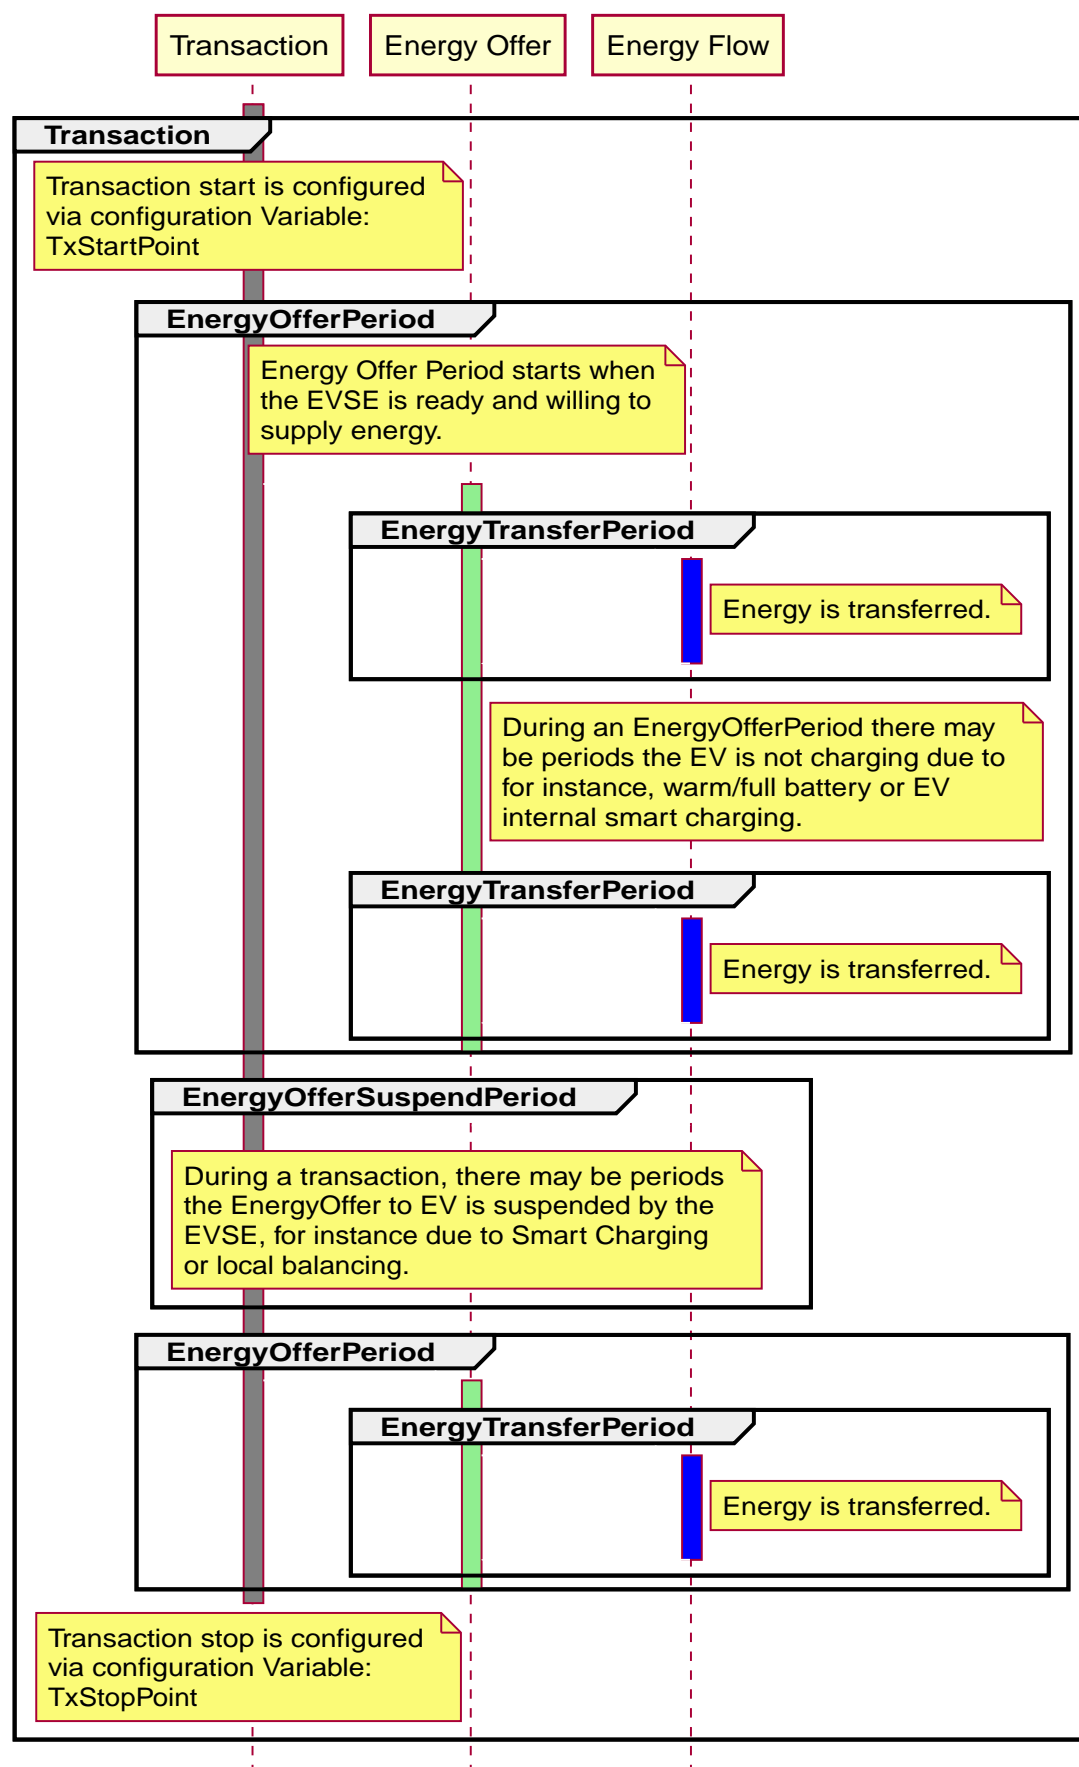 Transaction
Energy Offer
Energy Flow
Transaction
Transaction start is configured
via configuration Variable:
TxStartPoint
EnergyOfferPeriod
Energy Offer Period starts when
the EVSE is ready and willing to
supply energy.
EnergyTransferPeriod
Energy is transferred.
During an EnergyOfferPeriod there may
be periods the EV is not charging due to
for instance, warm/full battery or EV
internal smart charging.
EnergyTransferPeriod
Energy is transferred.
EnergyOfferSuspendPeriod
During a transaction, there may be periods
the EnergyOffer to EV is suspended by the
EVSE, for instance due to Smart Charging
or local balancing.
EnergyOfferPeriod
EnergyTransferPeriod
Energy is transferred.
Transaction stop is configured
via configuration Variable:
TxStopPoint